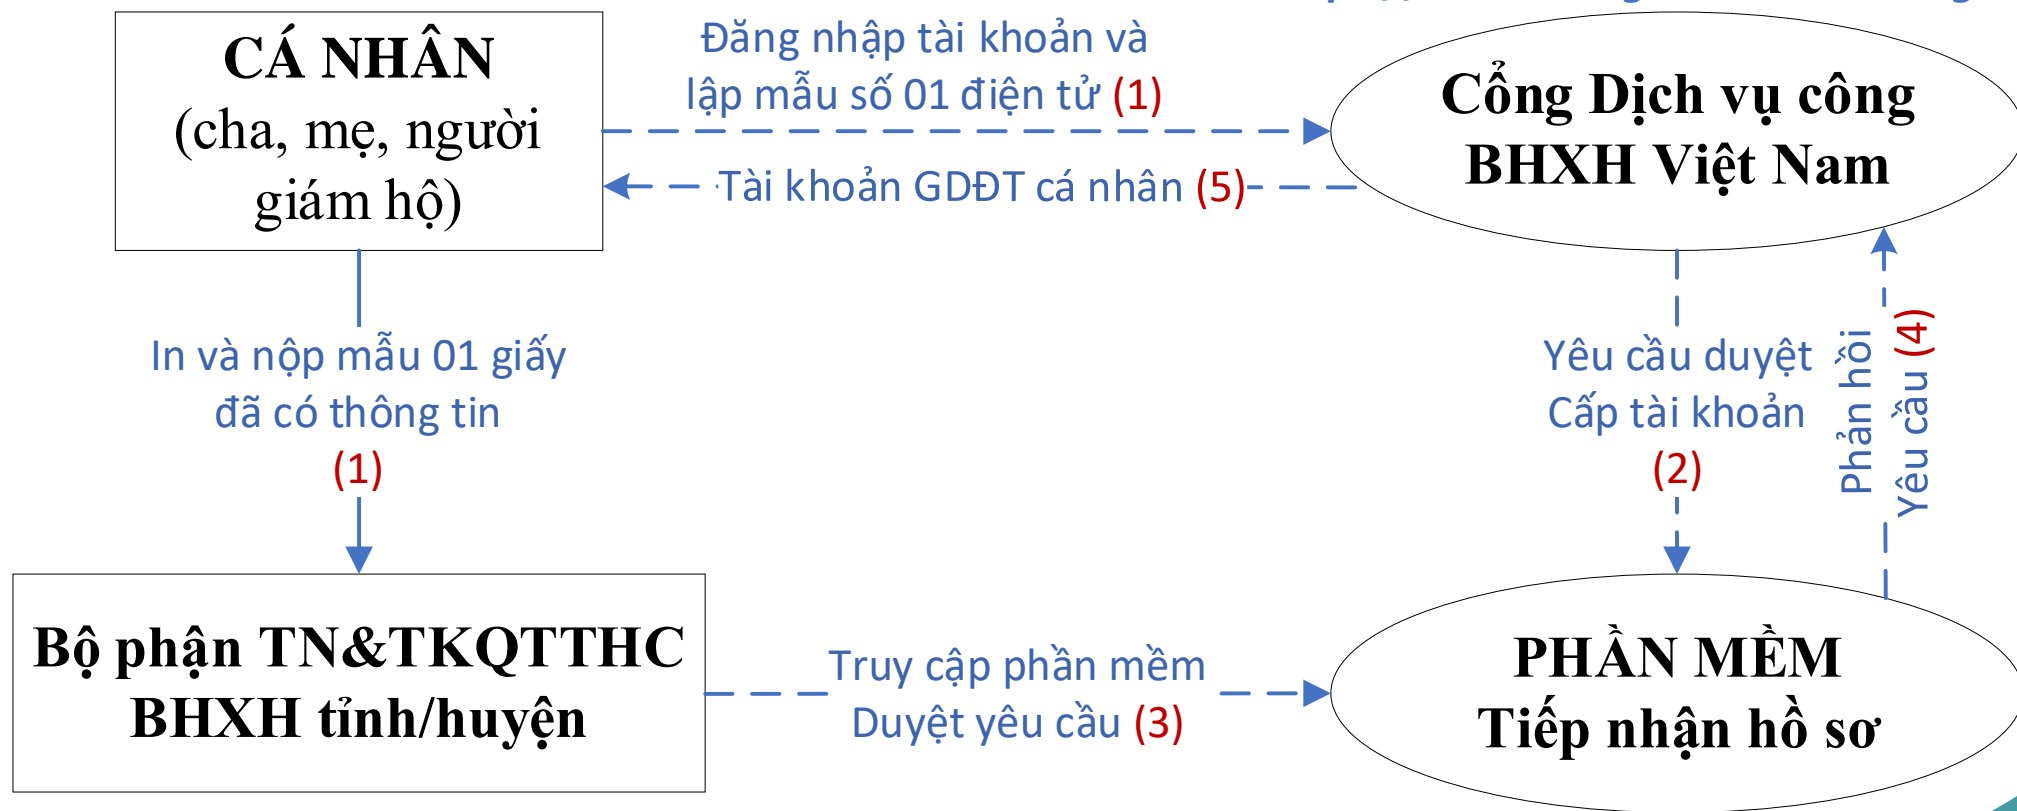 CÁ NHÂN
(cha, mẹ, người
giám hộ)
Đăng nhập tài khoản và
lập mẫu số 01 điện tử (1)
Tài khoản GDĐT cá nhân (5)
Cổng Dịch vụ công
BHXH Việt Nam
In và nộp mẫu 01 giấy
đã có thông tin
(1)
Yêu cầu duyệt
Cấp tài khoản
(2)
Phản hồi
Yêu cầu (4)
Bộ phận TN&TKQTTHC
BHXH tỉnh/huyện
Truy cập phần mềm
Duyệt yêu cầu (3)
PHẦN MỀM
Tiếp nhận hồ sơ